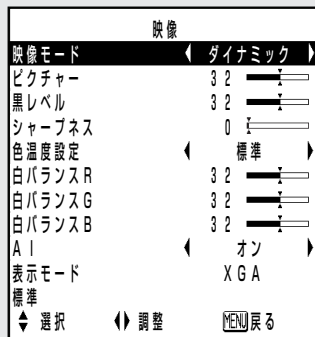 映像
映像モード ダイナミック
ピクチャー 32
黒レベル 32
シャープネス 0
色温度設定 標準
白バランスR 32
白バランスG 32
白バランスB 32
AI オン
表示モード XGA
標準
選択 調整 MENU戻る